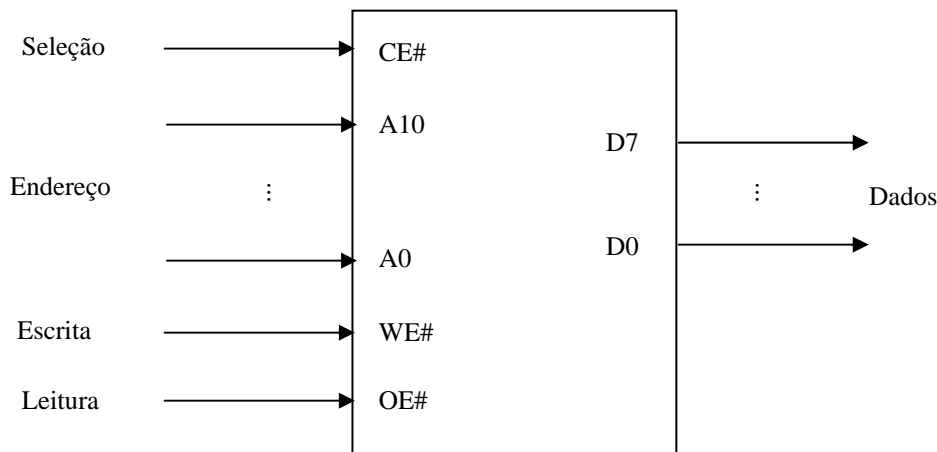 Seleção
CE#
A10
D7
Endereço
⋮
⋮
Dados
A0
D0
Escrita
WE#
Leitura
OE#